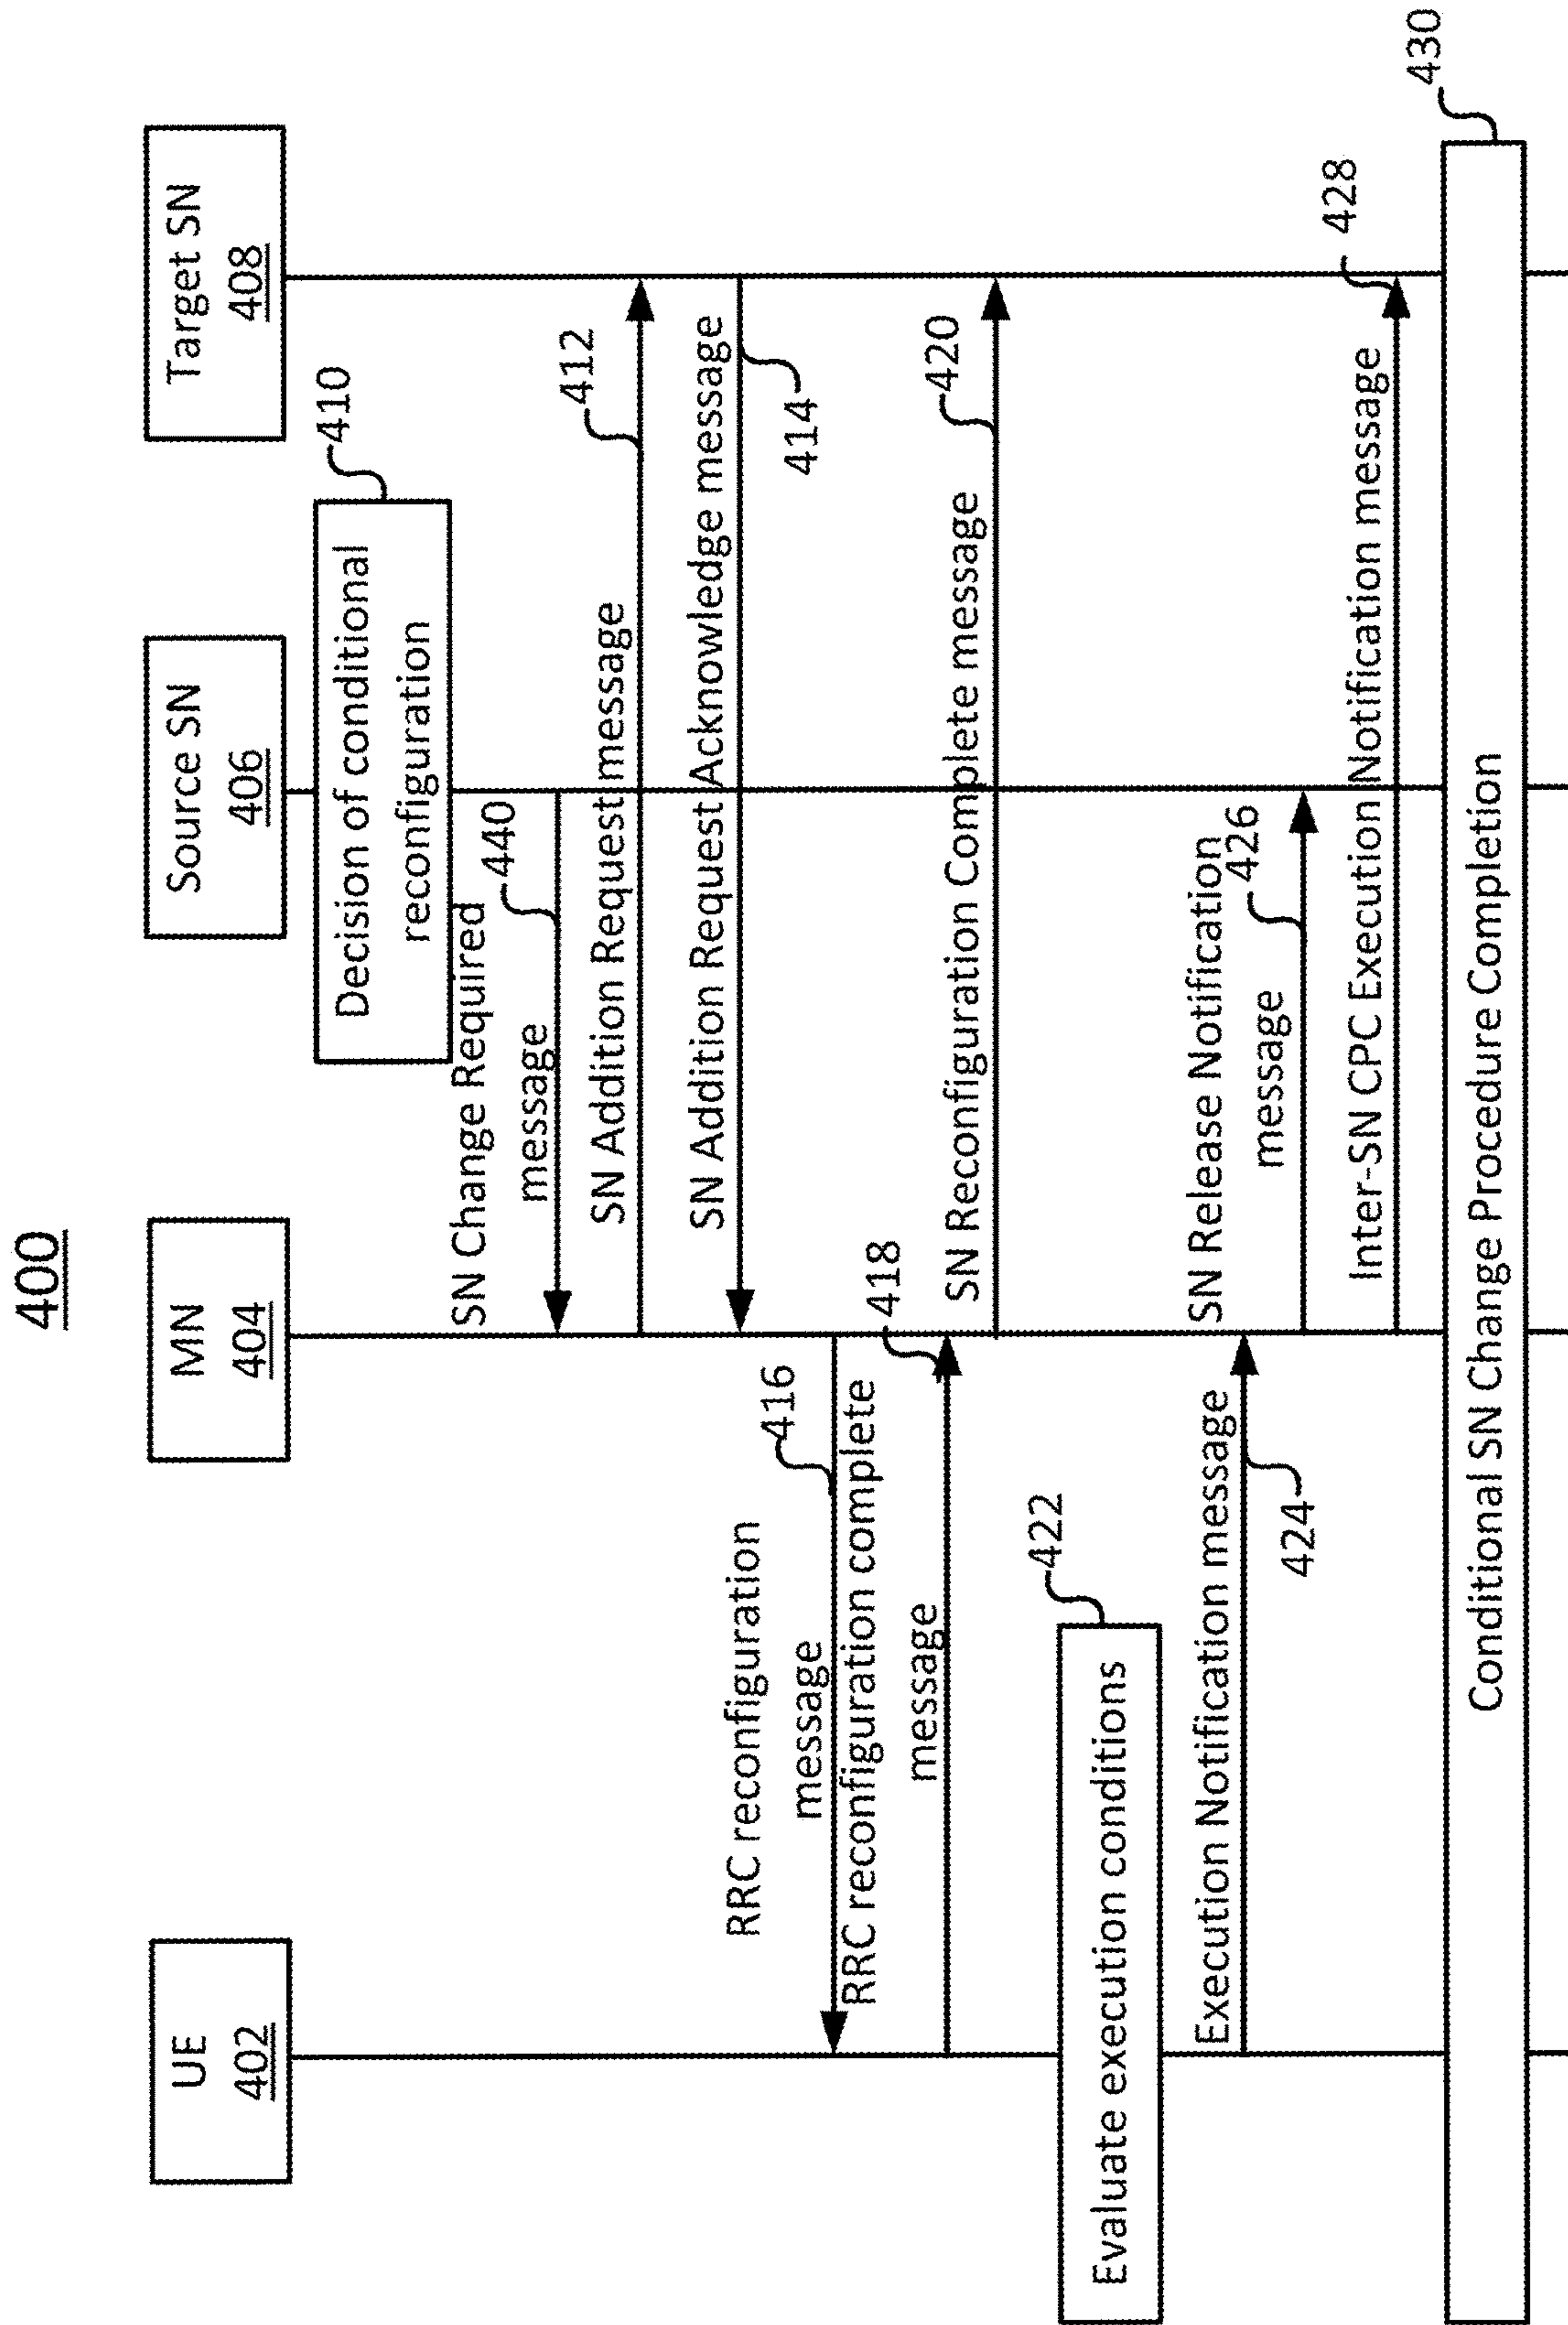 400
UE
402
MN
404
Source SN
406
Target SN
408
Decision of conditional
reconfiguration
410
SN Change Required
message
440
SN Addition Request message
412
SN Addition Request Acknowledge message
414
RRC reconfiguration
message
416
RRC reconfiguration complete
message
418
SN Reconfiguration Complete message
420
Evaluate execution conditions
422
Execution Notification message
424
SN Release Notification
message
426
Inter-SN CPC Execution Notification message
428
Conditional SN Change Procedure Completion
430